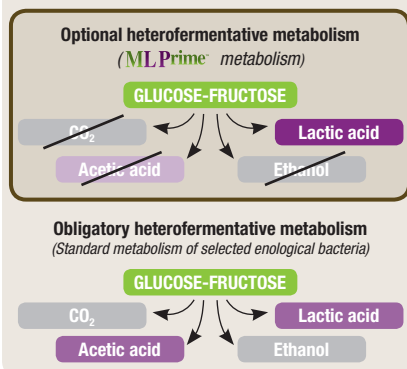 Optional heterofermentative metabolism
(MLPrime™ metabolism)
GLUCOSE-FRUCTOSE
CO₂ Lactic acid
Acetic acid Ethanol
Obligatory heterofermentative metabolism
(Standard metabolism of selected enological bacteria)
GLUCOSE-FRUCTOSE
CO₂ Lactic acid
Acetic acid Ethanol